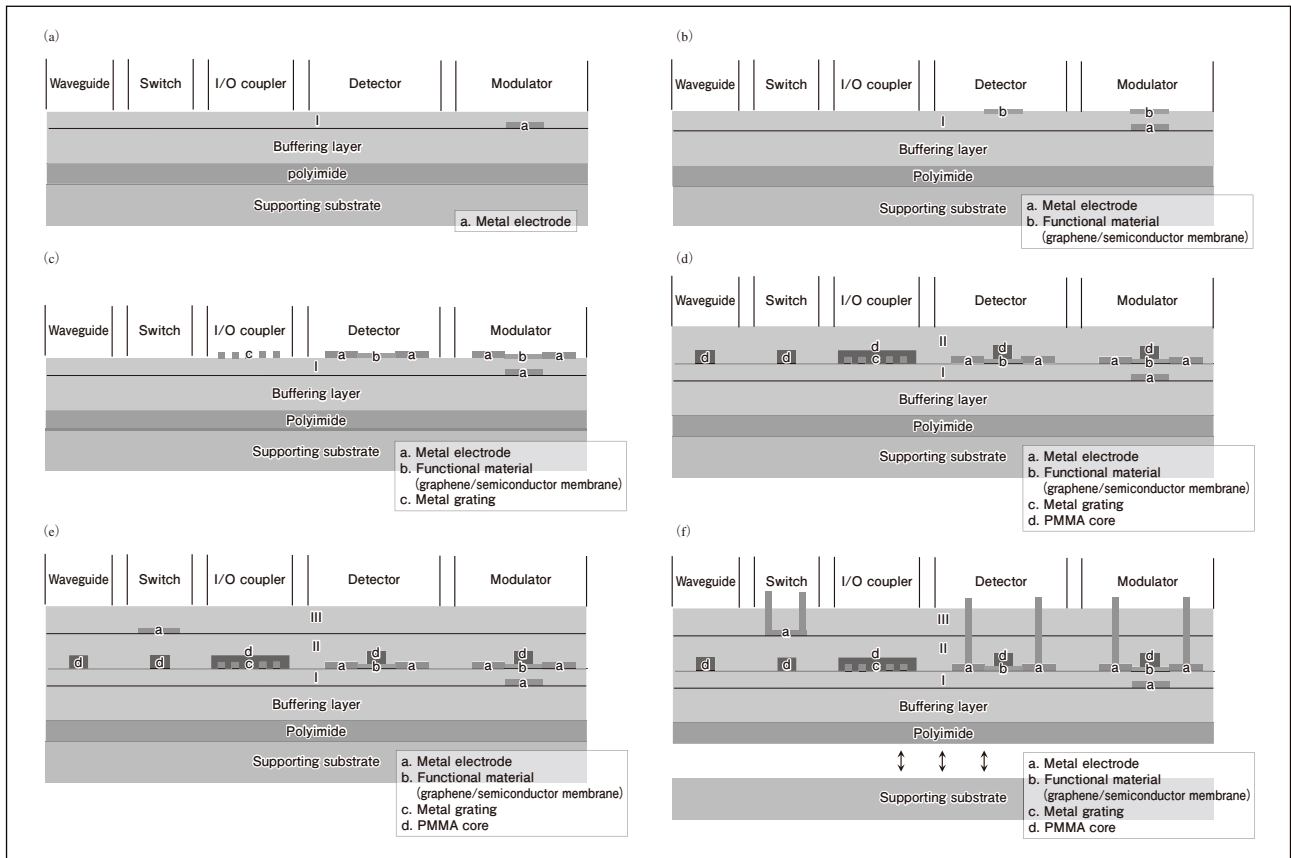 (a)
Waveguide Switch I/O coupler Detector Modulator
I
a
Buffering layer
polyimide
Supporting substrate
a. Metal electrode
(b)
Waveguide Switch I/O coupler Detector Modulator
b b
I
a
Buffering layer
Polyimide
Supporting substrate
a. Metal electrode
b. Functional material
(graphene/semiconductor membrane)
(c)
Waveguide Switch I/O coupler Detector Modulator
c a b a a b a
I
a
Buffering layer
Polyimide
Supporting substrate
a. Metal electrode
b. Functional material
(graphene/semiconductor membrane)
c. Metal grating
(d)
Waveguide Switch I/O coupler Detector Modulator
II
d d d d d
c a b a a b a
I
a
Buffering layer
Polyimide
Supporting substrate
a. Metal electrode
b. Functional material
(graphene/semiconductor membrane)
c. Metal grating
d. PMMA core
(e)
Waveguide Switch I/O coupler Detector Modulator
III
a
II
d d d d d
c a b a a b a
I
a
Buffering layer
Polyimide
Supporting substrate
a. Metal electrode
b. Functional material
(graphene/semiconductor membrane)
c. Metal grating
d. PMMA core
(f)
Waveguide Switch I/O coupler Detector Modulator
III
a
II
d d d d d
c a b a a b a
I
a
Buffering layer
Polyimide
Supporting substrate
a. Metal electrode
b. Functional material
(graphene/semiconductor membrane)
c. Metal grating
d. PMMA core